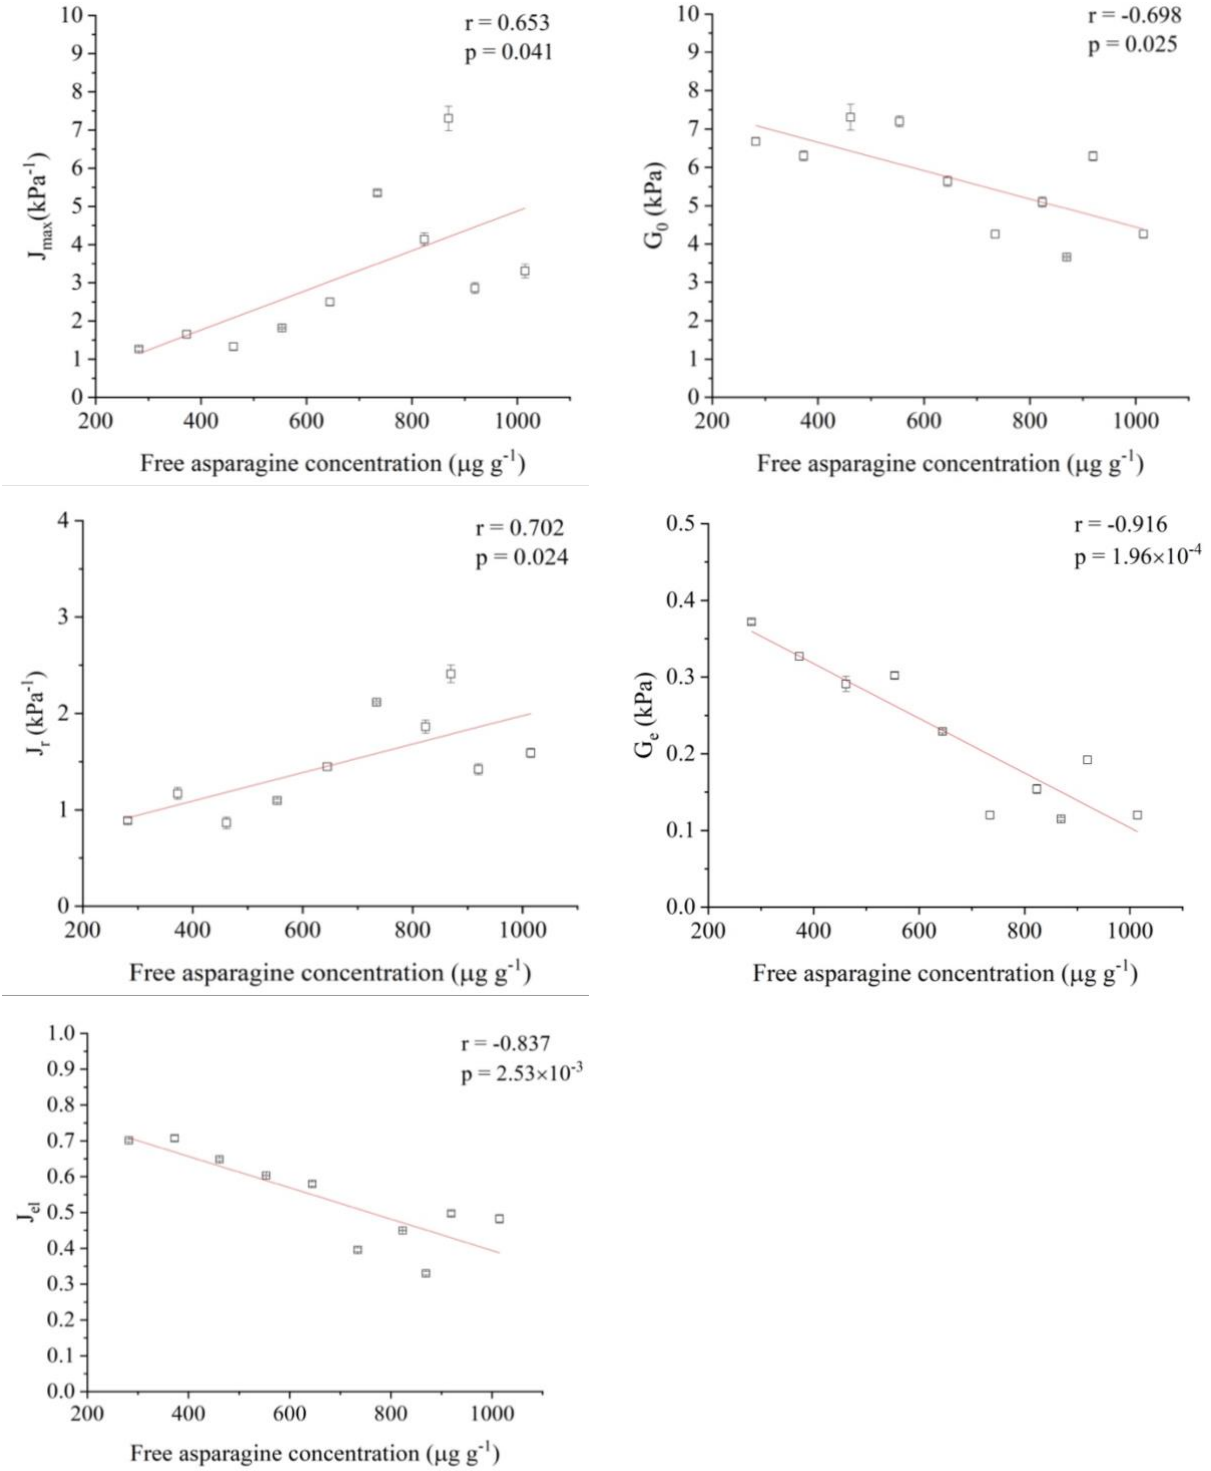 r = 0.653
p = 0.041
10
9
8
7
6
5
4
3
2
1
0
J_max(kPa⁻¹)
200 400 600 800 1000
Free asparagine concentration (μg g⁻¹)
r = -0.698
p = 0.025
10
9
8
7
6
5
4
3
2
1
0
G₀ (kPa)
200 400 600 800 1000
Free asparagine concentration (μg g⁻¹)
r = 0.702
p = 0.024
4
3
2
1
0
J_r (kPa⁻¹)
200 400 600 800 1000
Free asparagine concentration (μg g⁻¹)
r = -0.916
p = 1.96×10⁻⁴
0.5
0.4
0.3
0.2
0.1
0.0
G_e (kPa)
200 400 600 800 1000
Free asparagine concentration (μg g⁻¹)
r = -0.837
p = 2.53×10⁻³
1.0
0.9
0.8
0.7
0.6
0.5
0.4
0.3
0.2
0.1
0.0
J_el
200 400 600 800 1000
Free asparagine concentration (μg g⁻¹)